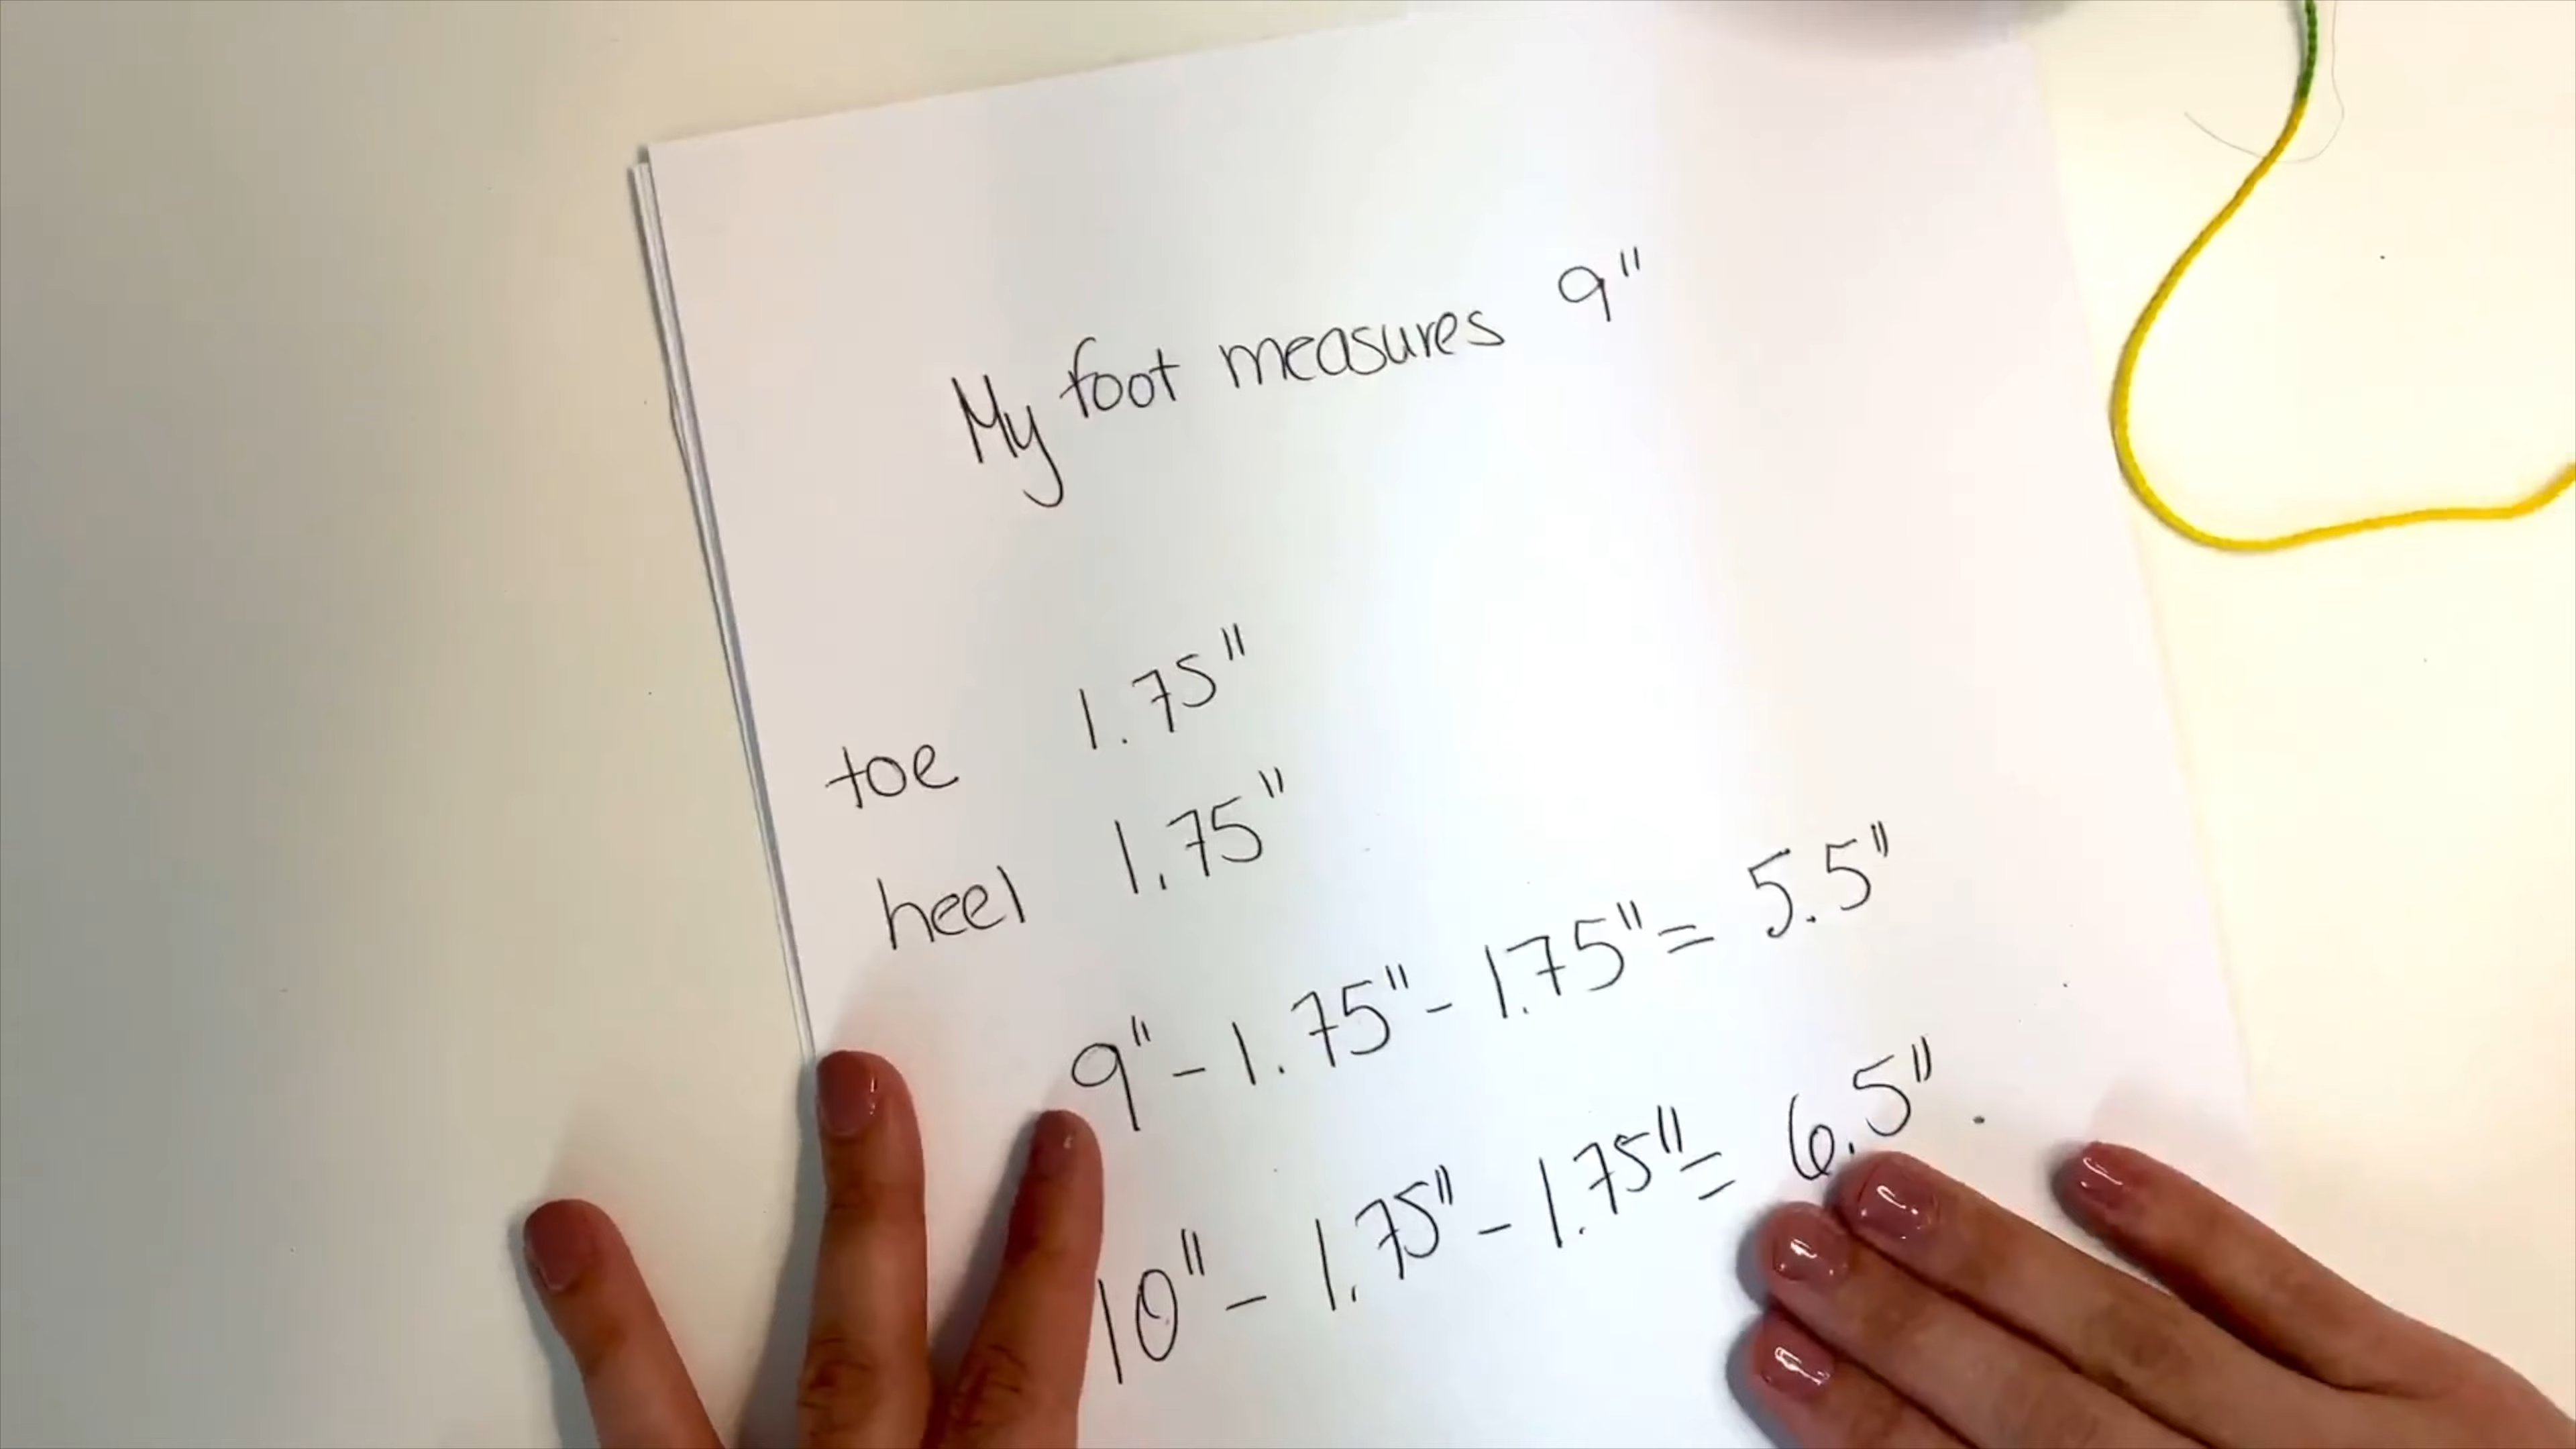 My foot measures 9"
toe 1.75"
heel 1.75"
9" - 1.75" - 1.75" = 5.5"
10" - 1.75" - 1.75" = 6.5"